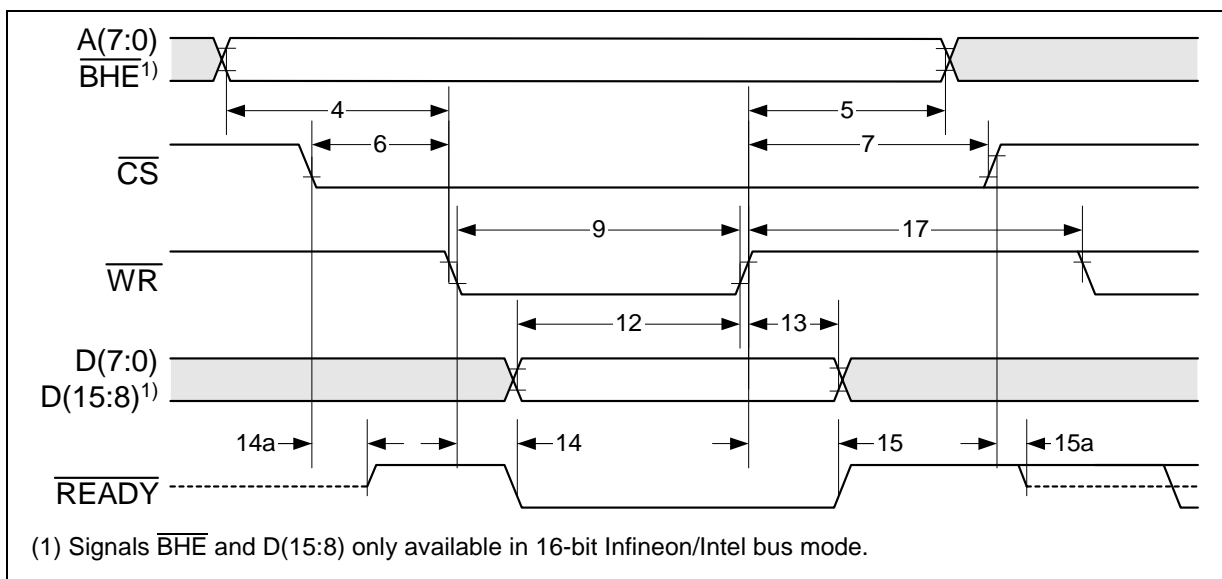 A(7:0)
BHE1)
4
5
6
7
CS
9
17
WR
12
13
D(7:0)
D(15:8)1)
14a
14
15
15a
READY
(1) Signals BHE and D(15:8) only available in 16-bit Infineon/Intel bus mode.